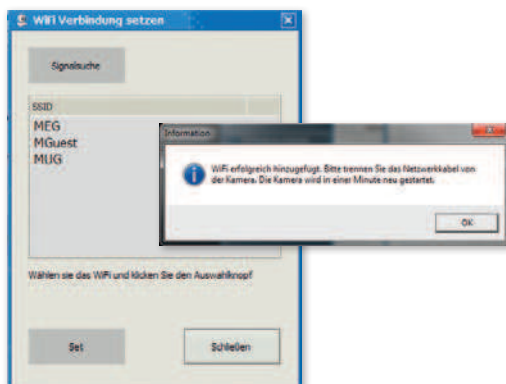 WiFi Verbindung setzen
Signalsuche
SSID
MEG
MGuest
MUG
Information
WiFi erfolgreich hinzugefügt. Bitte trennen Sie das Netzwerkkabel von
der Kamera. Die Kamera wird in einer Minute neu gestartet.
OK
Wählen sie das WiFi und klicken Sie den Auswahlknopf
Set
Schließen